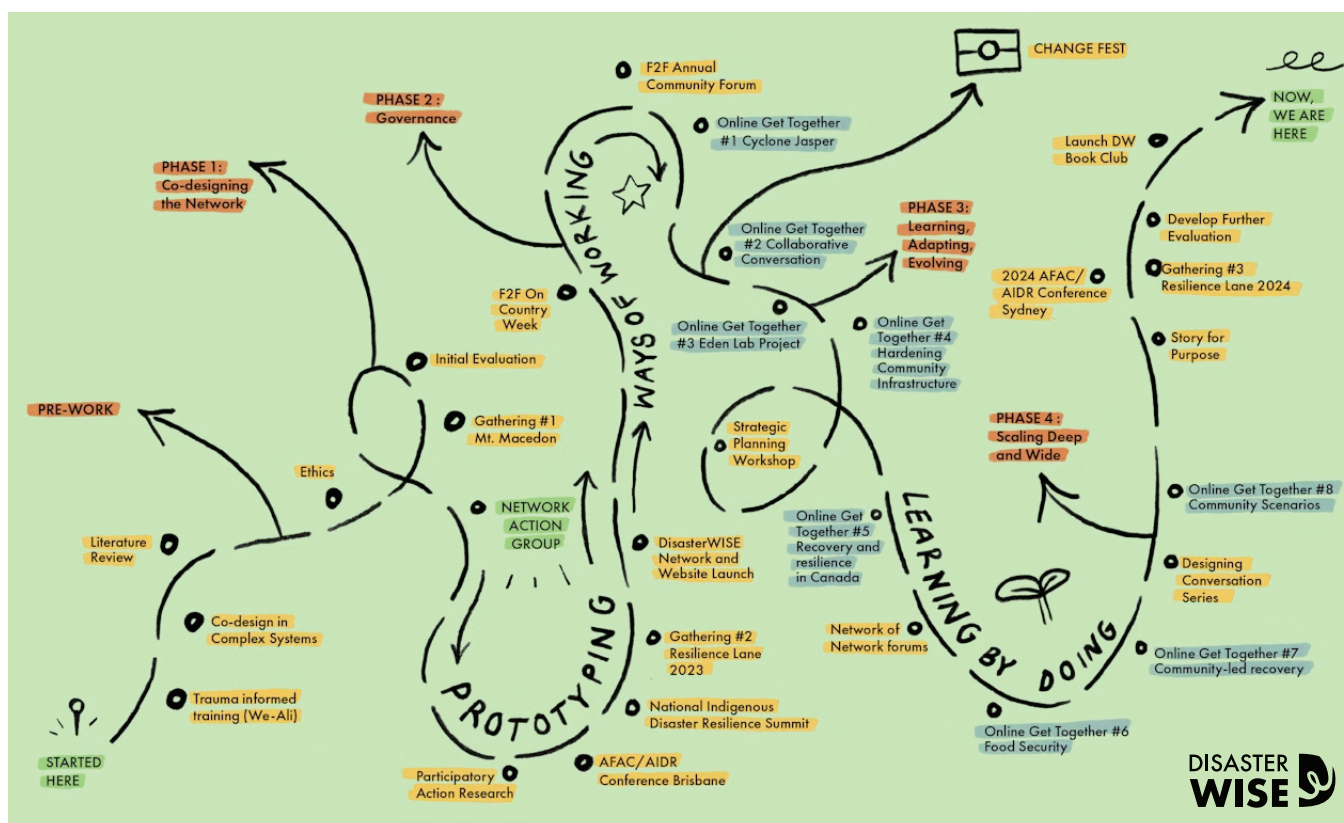 STARTED
HERE
Trauma informed
training (We-Ali)
Co-design in
Complex Systems
Literature
Review
PRE-WORK
Ethics
PHASE 1:
Co-designing
the Network
Initial Evaluation
Gathering #1
Mt. Macedon
NETWORK
ACTION
GROUP
PROTOTYPING
Participatory
Action Research
AFAC/AIDR
Conference Brisbane
National Indigenous
Disaster Resilience Summit
Gathering #2
Resilience Lane
2023
DisasterWISE
Network and
Website Launch
WAYS OF WORKING
F2F On
Country
Week
PHASE 2:
Governance
F2F Annual
Community Forum
Online Get Together
#1 Cyclone Jasper
Online Get Together
#2 Collaborative
Conversation
CHANGE FEST
Online Get Together
#3 Eden Lab Project
PHASE 3:
Learning,
Adapting,
Evolving
Online Get
Together #4
Hardening
Community
Infrastructure
Strategic
Planning
Workshop
Online Get
Together #5
Recovery and
resilience
in Canada
LEARNING BY DOING
Network of
Network forums
Online Get Together #6
Food Security
Online Get Together #7
Community-led recovery
Designing
Conversation
Series
PHASE 4:
Scaling Deep
and Wide
Online Get Together #8
Community Scenarios
Story for
Purpose
2024 AFAC/
AIDR Conference
Sydney
Gathering #3
Resilience Lane 2024
Develop Further
Evaluation
Launch DW
Book Club
NOW,
WE ARE
HERE
DISASTER
WISE